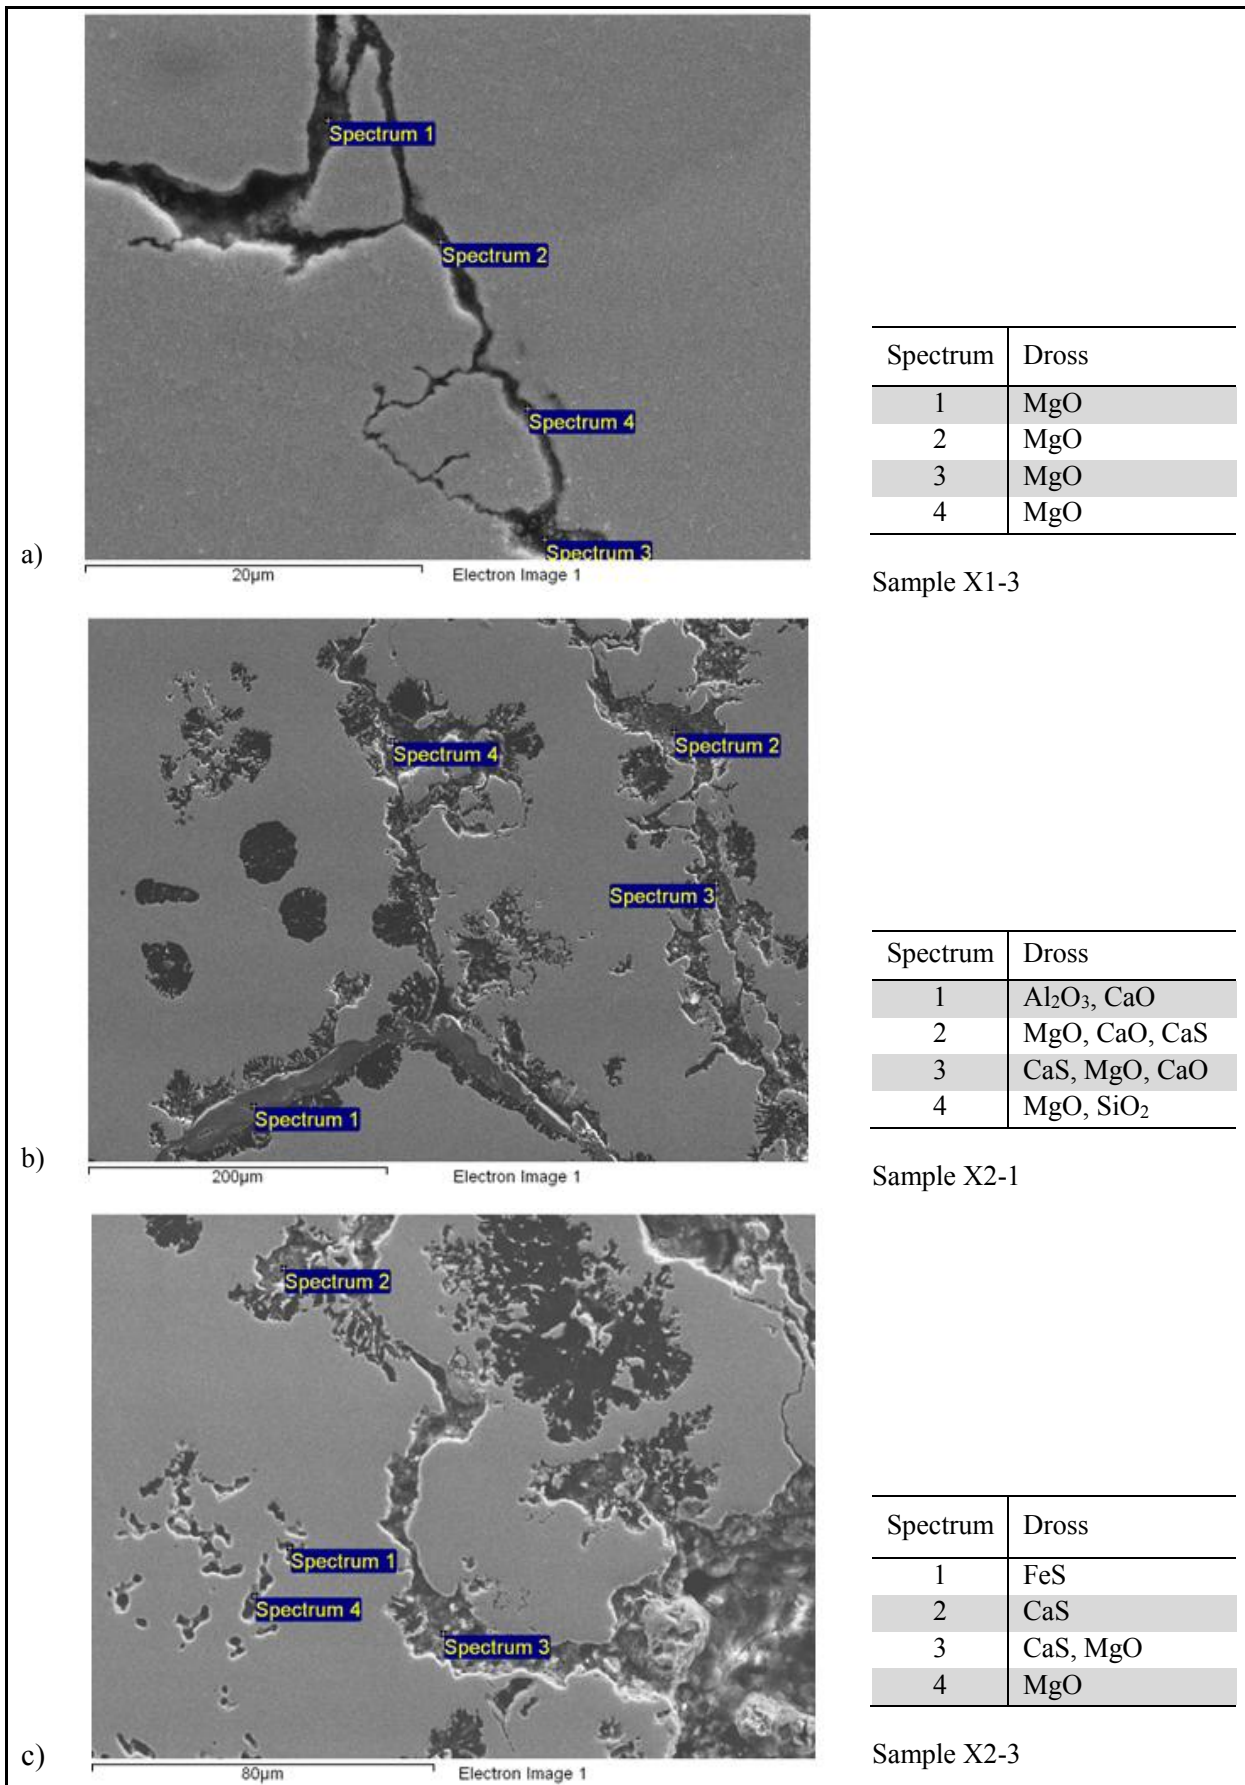 Spectrum 1
Spectrum 2
Spectrum 4
Spectrum 3
a)
20µm Electron Image 1
Spectrum Dross
1 MgO
2 MgO
3 MgO
4 MgO
Sample X1-3
Spectrum 4
Spectrum 2
Spectrum 3
Spectrum 1
b)
200µm Electron Image 1
Spectrum Dross
1 Al₂O₃, CaO
2 MgO, CaO, CaS
3 CaS, MgO, CaO
4 MgO, SiO₂
Sample X2-1
Spectrum 2
Spectrum 1
Spectrum 4
Spectrum 3
c)
80µm Electron Image 1
Spectrum Dross
1 FeS
2 CaS
3 CaS, MgO
4 MgO
Sample X2-3